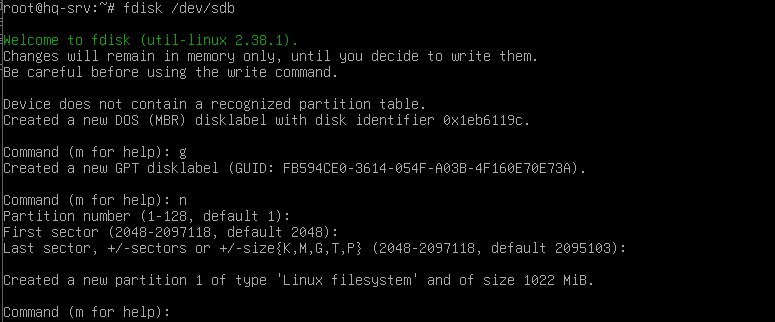 root@hq-srv:~# fdisk /dev/sdb
Welcome to fdisk (util-linux 2.38.1).
Changes will remain in memory only, until you decide to write them.
Be careful before using the write command.
Device does not contain a recognized partition table.
Created a new DOS (MBR) disklabel with disk identifier 0x1eb6119c.
Command (m for help): g
Created a new GPT disklabel (GUID: FB594CE0-3614-054F-A03B-4F160E70E73A).
Command (m for help): n
Partition number (1-128, default 1):
First sector (2048-2097118, default 2048):
Last sector, +/-sectors or +/-size{K,M,G,T,P} (2048-2097118, default 2095103):
Created a new partition 1 of type 'Linux filesystem' and of size 1022 MiB.
Command (m for help):